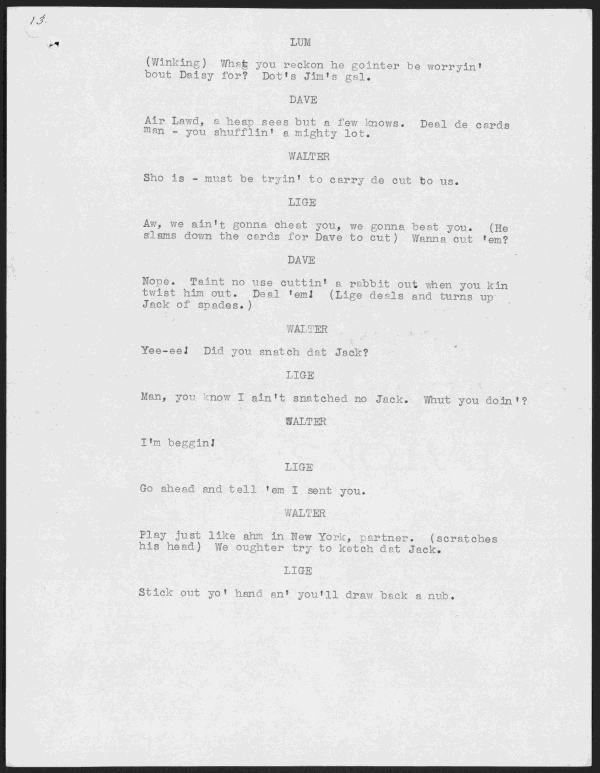 13.
LUM
(Winking) What you reckon he gointer be worryin'
bout Daisy for? Dot's Jim's gal.
DAVE
Air Lawd, a heap sees but a few knows. Deal de cards
man - you shufflin' a mighty lot.
WALTER
Sho is - must be tryin' to carry de cut to us.
LIGE
Aw, we ain't gonna cheat you, we gonna beat you. (He
slams down the cards for Dave to cut) Wanna cut 'em?
DAVE
Nope. Taint no use cuttin' a rabbit out when you kin
twist him out. Deal 'em! (Lige deals and turns up
Jack of spades.)
WALTER
Yee-ee! Did you snatch dat Jack?
LIGE
Man, you know I ain't snatched no Jack. Whut you doin'?
WALTER
I'm beggin!
LIGE
Go ahead and tell 'em I sent you.
WALTER
Play just like ahm in New York, partner. (scratches
his head) We oughter try to ketch dat Jack.
LIGE
Stick out yo' hand an' you'll draw back a nub.